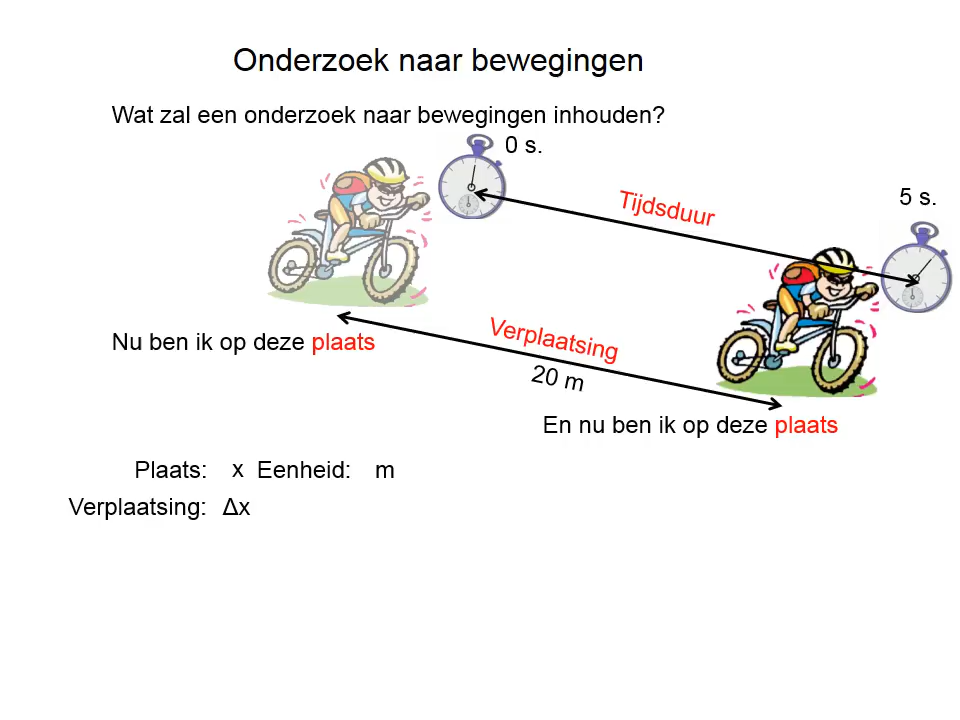 Onderzoek naar bewegingen
Wat zal een onderzoek naar bewegingen inhouden?
0 s.
5 s.
Tijdsduur
Nu ben ik op deze plaats
Verplaatsing
20 m
En nu ben ik op deze plaats
Plaats: x Eenheid: m
Verplaatsing: Δx